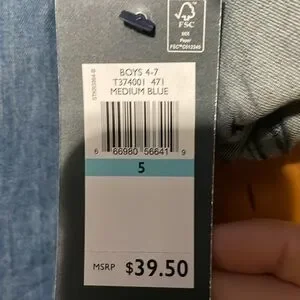 FSC
MIX
Paper
FSC® C012345
BOYS 4-7
T374001 471
MEDIUM BLUE
6 66980 56641 9
5
MSRP $39.50